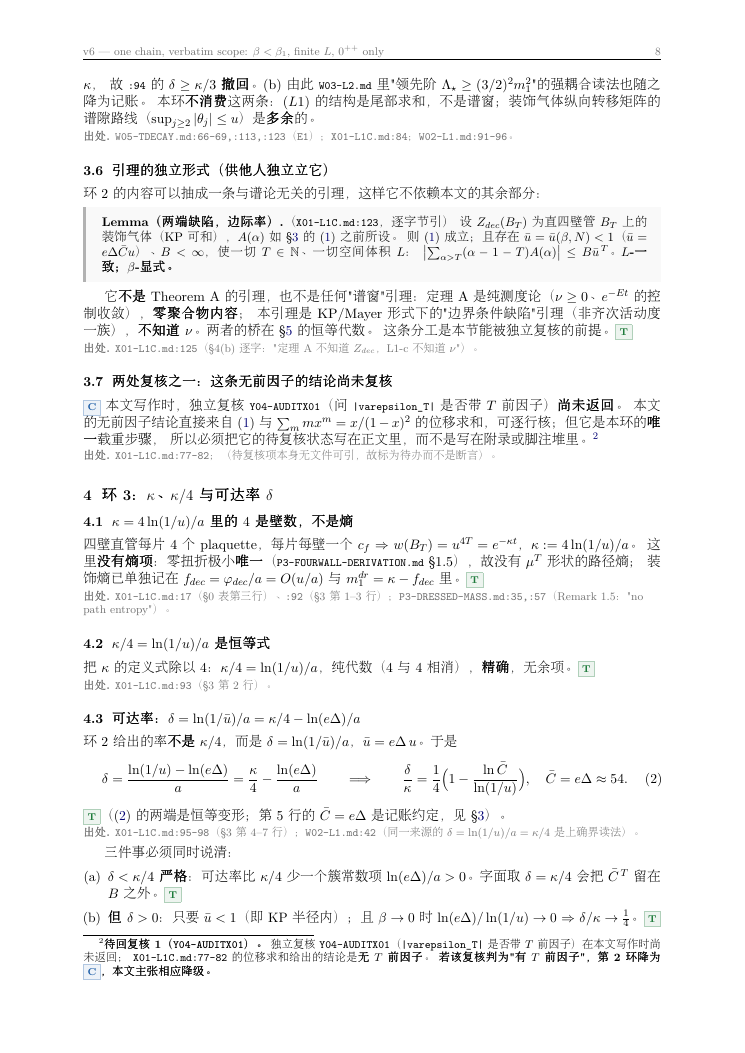 v6 — one chain, verbatim scope: β < β₁, finite L, 0⁺⁺ only 8
κ， 故 :94 的 δ ≥ κ/3 撤回。(b) 由此 W03-L2.md 里"领先阶 Λ⋆ ≥ (3/2)²m₁²"的强耦合读法也随之
降为记账。 本环不消费这两条：(L1) 的结构是尾部求和，不是谱窗；装饰气体纵向转移矩阵的
谱隙路线（sup_{j≥2} |θ_j| ≤ u）是多余的。
出处. W05-TDECAY.md:66-69,:113,:123（E1）；X01-L1C.md:84；W02-L1.md:91-96。
3.6 引理的独立形式（供他人独立立它）
环 2 的内容可以抽成一条与谱论无关的引理，这样它不依赖本文的其余部分：
Lemma（两端缺陷，边际率）.（X01-L1C.md:123，逐字节引） 设 Z_{dec}(B_T) 为直四壁管 B_T 上的
装饰气体（KP 可和），A(α) 如 §3 的 (1) 之前所设。 则 (1) 成立；且存在 ū = ū(β, N) < 1（ū =
eΔC̄u）、B < ∞，使一切 T ∈ ℕ、一切空间体积 L： |∑_{α>T}(α − 1 − T)A(α)| ≤ Bū^T。L-一
致；β-显式。
它不是 Theorem A 的引理，也不是任何"谱窗"引理：定理 A 是纯测度论（ν ≥ 0、e^{−Et} 的控
制收敛），零聚合物内容； 本引理是 KP/Mayer 形式下的"边界条件缺陷"引理（非齐次活动度
一族），不知道 ν。两者的桥在 §5 的恒等代数。 这条分工是本节能被独立复核的前提。 T
出处. X01-L1C.md:125（§4(b) 逐字："定理 A 不知道 Z_{dec}，L1-c 不知道 ν"）。
3.7 两处复核之一：这条无前因子的结论尚未复核
C 本文写作时，独立复核 Y04-AUDITX01（问 |varepsilon_T| 是否带 T 前因子）尚未返回。 本文
的无前因子结论直接来自 (1) 与 ∑_m mx^m = x/(1 − x)² 的位移求和，可逐行核；但它是本环的唯
一载重步骤， 所以必须把它的待复核状态写在正文里，而不是写在附录或脚注堆里。²
出处. X01-L1C.md:77-82；（待复核项本身无文件可引，故标为待办而不是断言）。
4 环 3：κ、κ/4 与可达率 δ
4.1 κ = 4 ln(1/u)/a 里的 4 是壁数，不是熵
四壁直管每片 4 个 plaquette，每片每壁一个 c_f ⇒ w(B_T) = u^{4T} = e^{−κt}，κ := 4 ln(1/u)/a。 这
里没有熵项：零扭折极小唯一（P3-FOURWALL-DERIVATION.md §1.5），故没有 μ^T 形状的路径熵； 装
饰熵已单独记在 f_{dec} = φ_{dec}/a = O(u/a) 与 m₁^{dr} = κ − f_{dec} 里。 T
出处. X01-L1C.md:17（§0 表第三行）、:92（§3 第 1–3 行）；P3-DRESSED-MASS.md:35,:57（Remark 1.5："no
path entropy"）。
4.2 κ/4 = ln(1/u)/a 是恒等式
把 κ 的定义式除以 4：κ/4 = ln(1/u)/a，纯代数（4 与 4 相消），精确，无余项。 T
出处. X01-L1C.md:93（§3 第 2 行）。
4.3 可达率：δ = ln(1/ū)/a = κ/4 − ln(eΔ)/a
环 2 给出的率不是 κ/4，而是 δ = ln(1/ū)/a，ū = eΔ u。于是
δ = (ln(1/u) − ln(eΔ))/a = κ/4 − ln(eΔ)/a ⟹ δ/κ = 1/4 (1 − ln C̄/ln(1/u)), C̄ = eΔ ≈ 54. (2)
T （(2) 的两端是恒等变形；第 5 行的 C̄ = eΔ 是记账约定，见 §3）。
出处. X01-L1C.md:95-98（§3 第 4–7 行）；W02-L1.md:42（同一来源的 δ = ln(1/u)/a = κ/4 是上确界读法）。
三件事必须同时说清：
(a) δ < κ/4 严格：可达率比 κ/4 少一个簇常数项 ln(eΔ)/a > 0。字面取 δ = κ/4 会把 C̄^T 留在
B 之外。 T
(b) 但 δ > 0：只要 ū < 1（即 KP 半径内）；且 β → 0 时 ln(eΔ)/ ln(1/u) → 0 ⇒ δ/κ → ¼。 T
²待回复核 1（Y04-AUDITX01）。 独立复核 Y04-AUDITX01（|varepsilon_T| 是否带 T 前因子）在本文写作时尚
未返回； X01-L1C.md:77-82 的位移求和给出的结论是无 T 前因子。 若该复核判为"有 T 前因子"，第 2 环降为
C，本文主张相应降级。